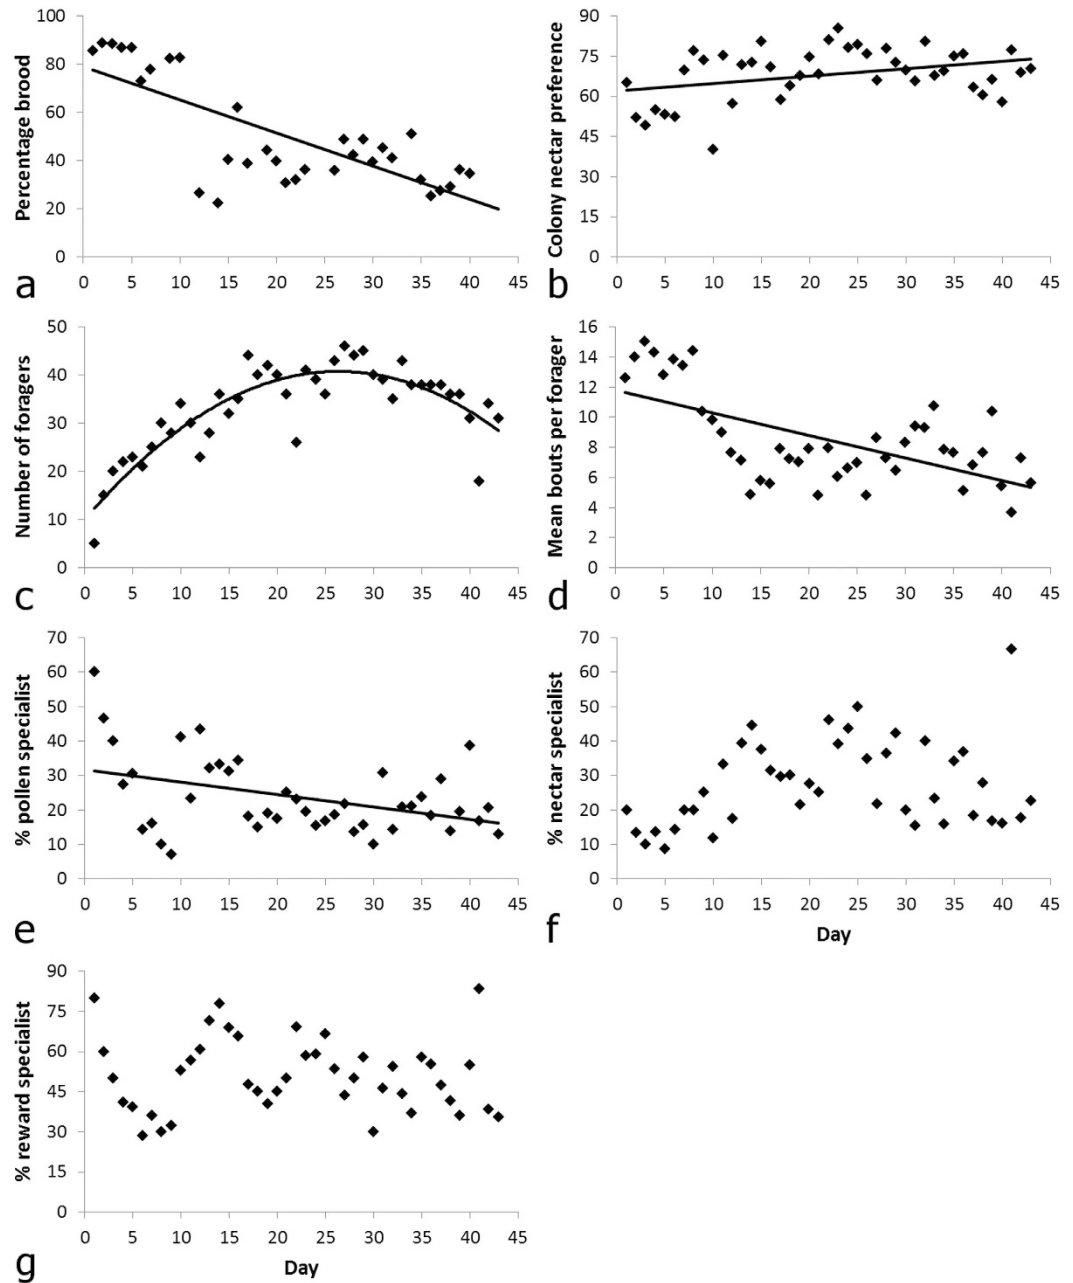 Percentage brood
100
80
60
40
20
0
0 5 10 15 20 25 30 35 40 45
a
Colony nectar preference
90
75
60
45
30
15
0
0 5 10 15 20 25 30 35 40 45
b
Number of foragers
50
40
30
20
10
0
0 5 10 15 20 25 30 35 40 45
c
Mean bouts per forager
16
14
12
10
8
6
4
2
0
0 5 10 15 20 25 30 35 40 45
d
% pollen specialist
70
60
50
40
30
20
10
0
0 5 10 15 20 25 30 35 40 45
e
% nectar specialist
70
60
50
40
30
20
10
0
0 5 10 15 20 25 30 35 40 45
Day
f
% reward specialist
90
75
60
45
30
15
0
0 5 10 15 20 25 30 35 40 45
Day
g